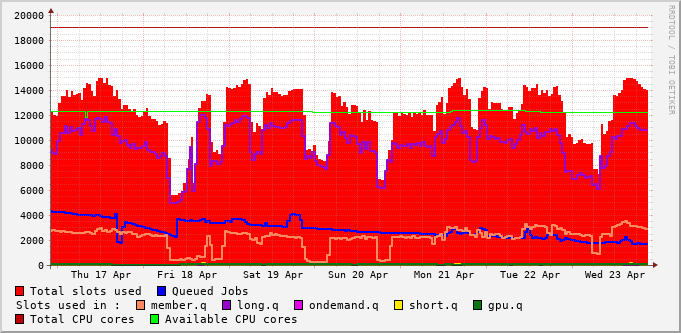 20000
18000
16000
14000
12000
10000
8000
6000
4000
2000
0
Thu 17 Apr Fri 18 Apr Sat 19 Apr Sun 20 Apr Mon 21 Apr Tue 22 Apr Wed 23 Apr
Total slots used Queued Jobs
Slots used in : member.q long.q ondemand.q short.q gpu.q
Total CPU cores Available CPU cores
RRDTOOL / TOBI OETIKER